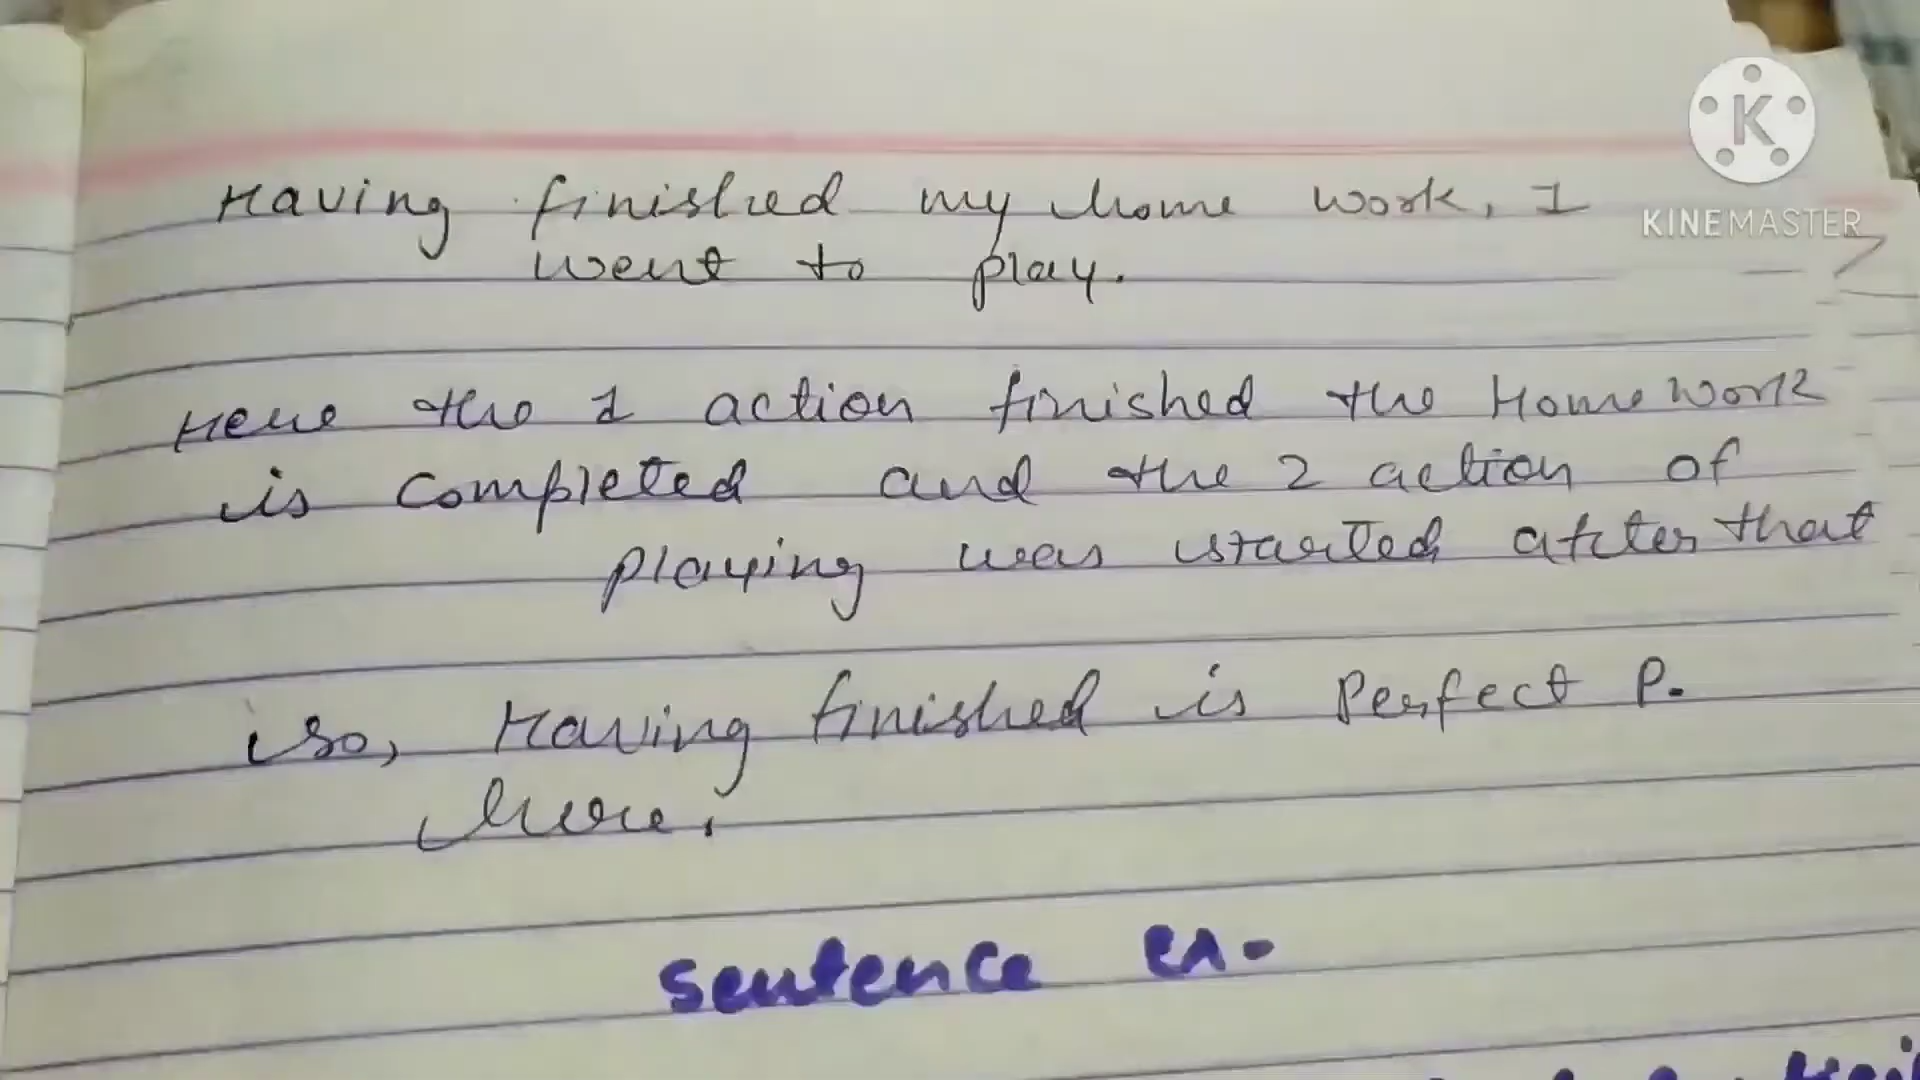 Having finished my home work, I
went to play.
Here the 1 action finished the Home work
is completed and the 2 action of
playing was started after that
so, Having finished is Perfect P.
here.
sentence ex.
K
KINEMASTER